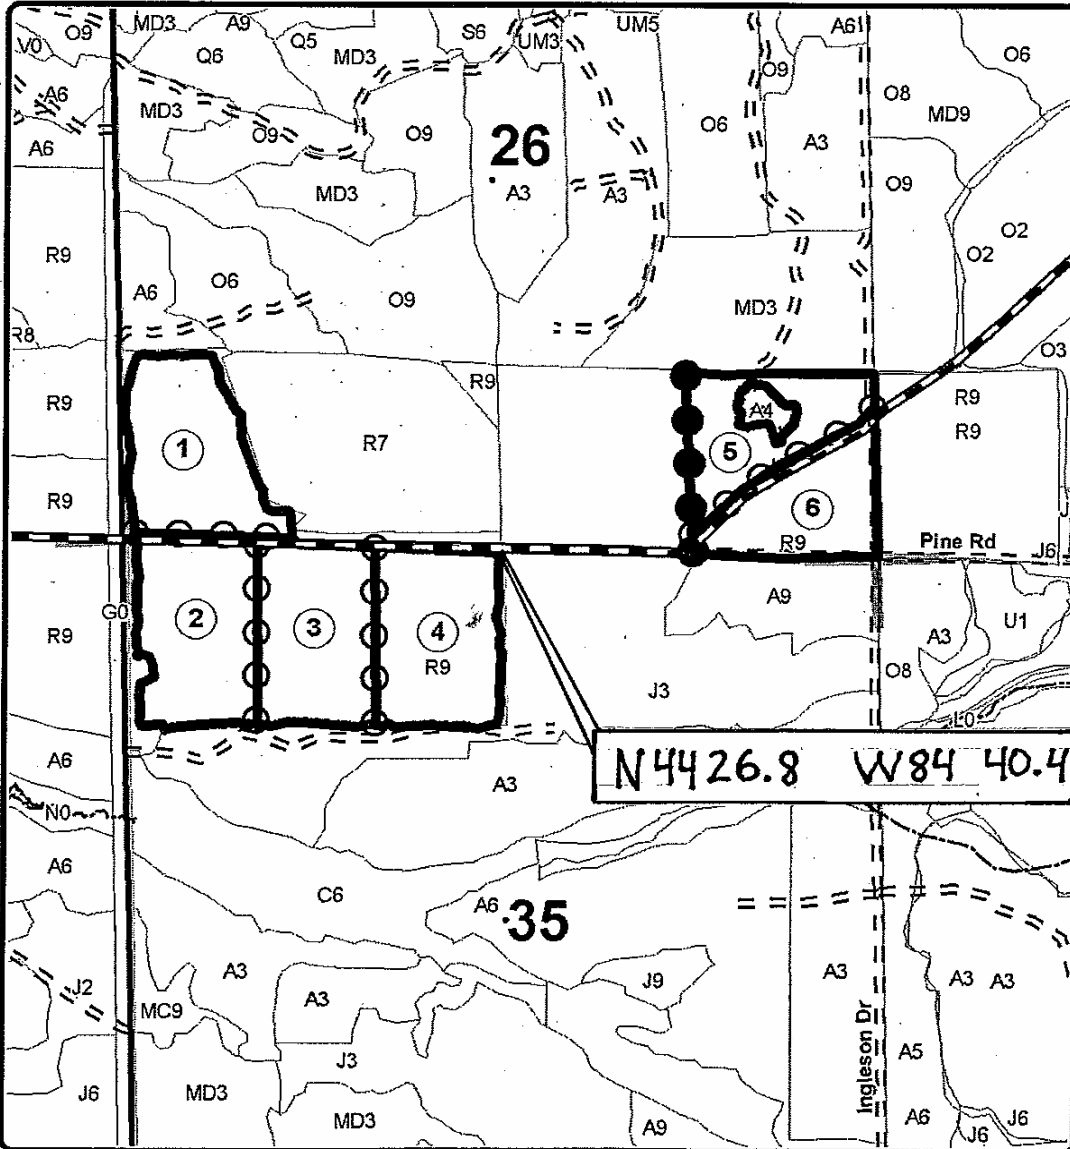 MD3 A9 S6 UM5 A6
V0 O9 Q6 Q5 MD3 UM3 O9 O6
A6 MD3 O9 O9 26 O6 A3 O8 MD9
A6 MD3 A3 A3 O9
R9 A6 O6 O9 MD3 O2 O2
R8 O3
R9 R9 A4 R9
1 R7 5 R9
R9 6
R9 Pine Rd J6
G0 2 3 4 A9 U1
R9 R9 A3
J3 O8
L0
A6 N4426.8 W84 40.4
A3
N0
A6 C6 A6 35
J2 A3 A3 J9 A3 A3 A3
MC9
J3 Ingleson Dr A5
J6 MD3 MD3 A9 A6 J6
J6